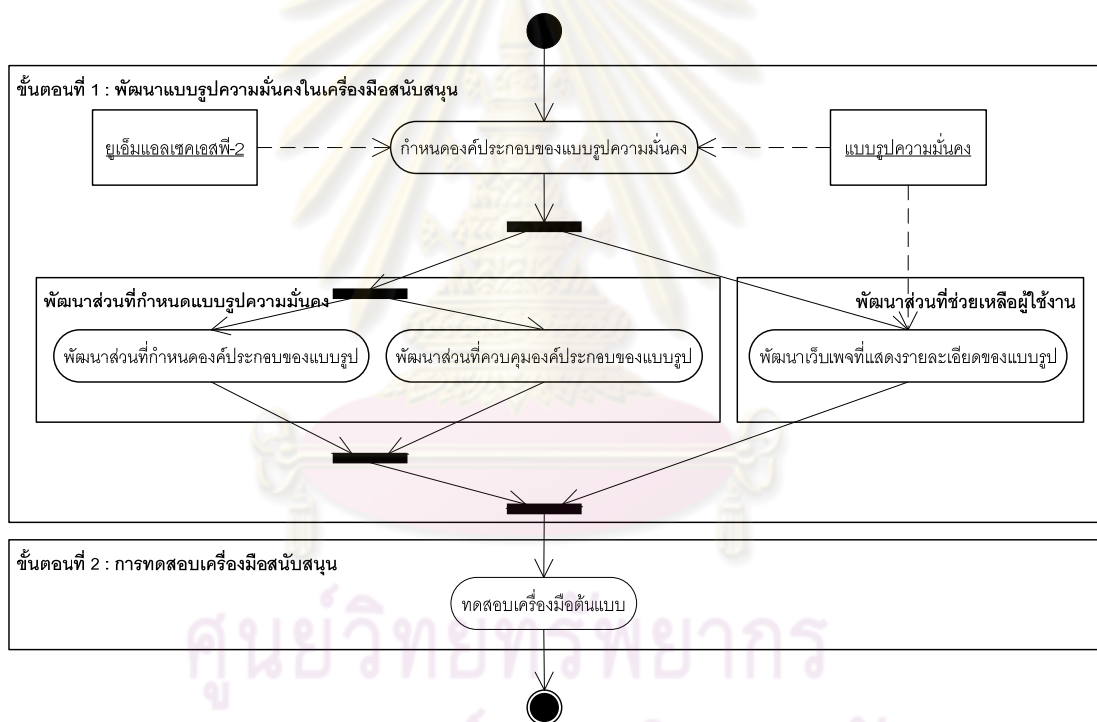 ขั้นตอนที่ 1 : พัฒนาแบบรูปความมั่นคงในเครื่องมือสนับสนุน
ยูเอ็มแอลเซคเอสพี-2
กำหนดองค์ประกอบของแบบรูปความมั่นคง
แบบรูปความมั่นคง
พัฒนาส่วนที่กำหนดแบบรูปความมั่นคง
พัฒนาส่วนที่ช่วยเหลือผู้ใช้งาน
พัฒนาส่วนที่กำหนดองค์ประกอบของแบบรูป
พัฒนาส่วนที่ควบคุมองค์ประกอบของแบบรูป
พัฒนาเว็บเพจที่แสดงรายละเอียดของแบบรูป
ขั้นตอนที่ 2 : การทดสอบเครื่องมือสนับสนุน
ทดสอบเครื่องมือต้นแบบ
ศูนย์วิทยทรัพยากร